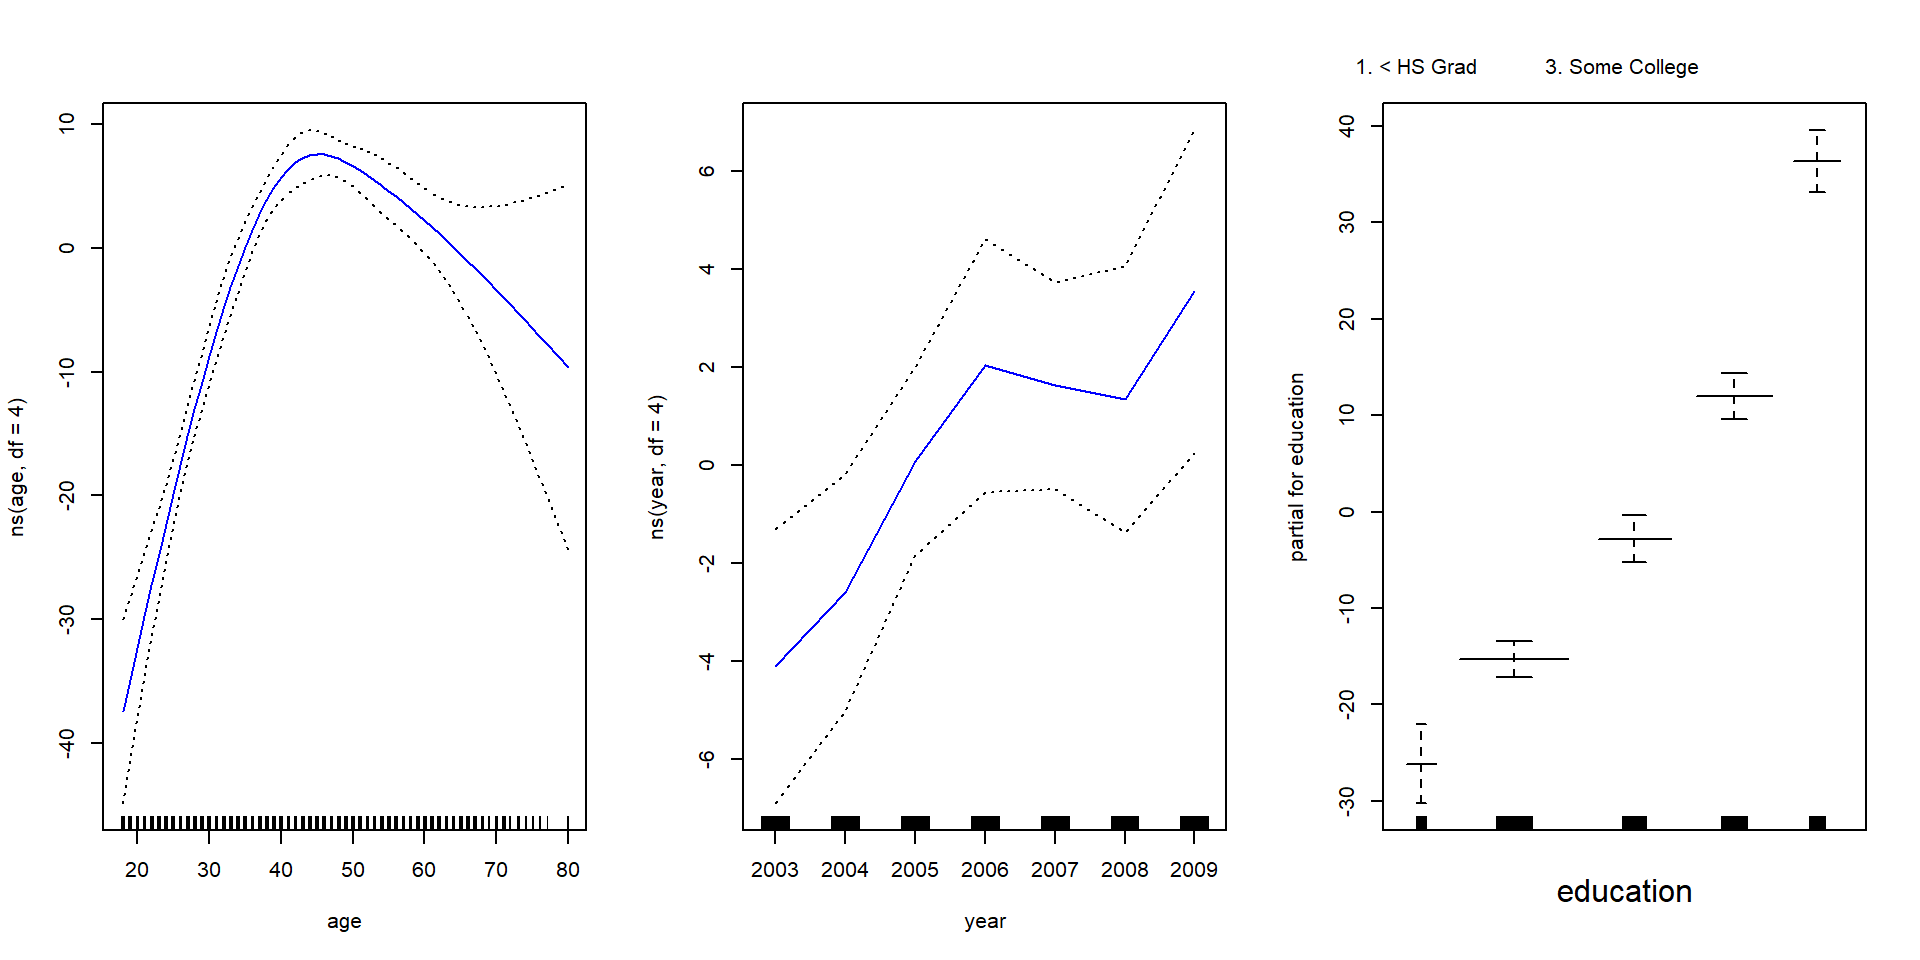 ns(age, df = 4)
10
0
-10
-20
-30
-40
20 30 40 50 60 70 80
age
ns(year, df = 4)
6
4
2
0
-2
-4
-6
2003 2004 2005 2006 2007 2008 2009
year
1. < HS Grad 3. Some College
partial for education
40
30
20
10
0
-10
-20
-30
education